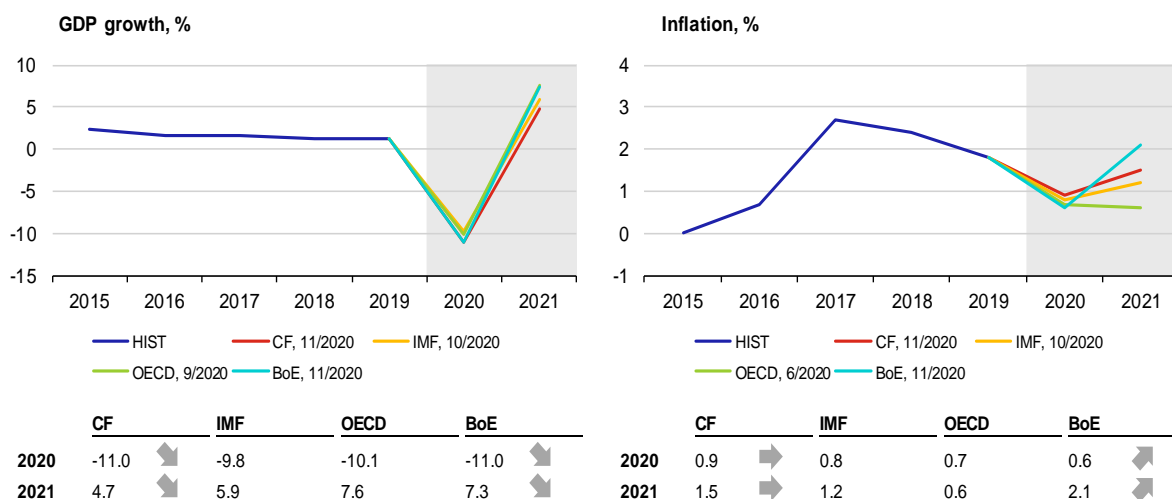 GDP growth, %
10
5
0
-5
-10
-15
2015 2016 2017 2018 2019 2020 2021
HIST CF, 11/2020 IMF, 10/2020
OECD, 9/2020 BoE, 11/2020
CF IMF OECD BoE
2020 -11.0 -9.8 -10.1 -11.0
2021 4.7 5.9 7.6 7.3
Inflation, %
4
3
2
1
0
-1
2015 2016 2017 2018 2019 2020 2021
HIST CF, 11/2020 IMF, 10/2020
OECD, 6/2020 BoE, 11/2020
CF IMF OECD BoE
2020 0.9 0.8 0.7 0.6
2021 1.5 1.2 0.6 2.1